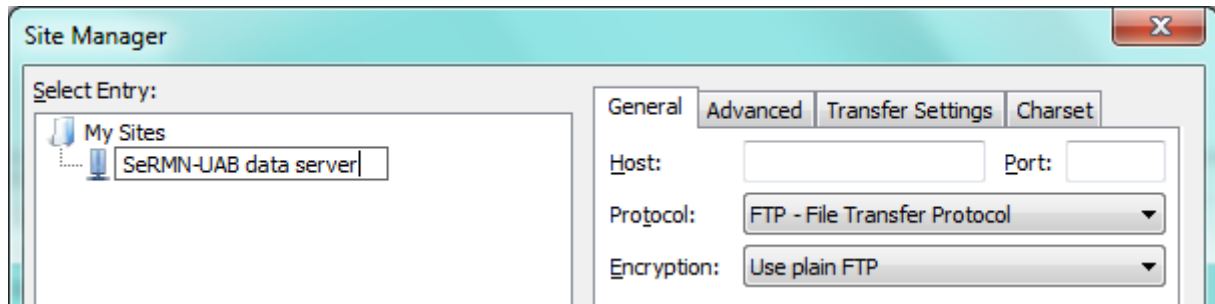 Site Manager
X
Select Entry:
My Sites
SeRMN-UAB data server
General Advanced Transfer Settings Charset
Host: Port:
Protocol: FTP - File Transfer Protocol
Encryption: Use plain FTP